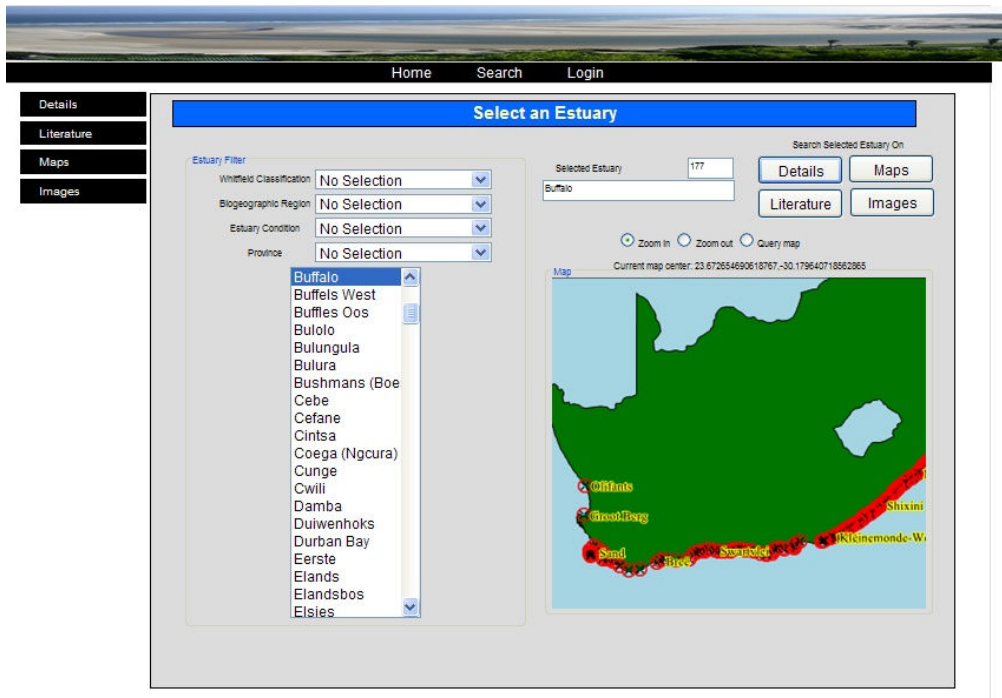 Home Search Login
Details
Literature
Maps
Images
Select an Estuary
Estuary Filter
Whitfield Classification No Selection
Biogeographic Region No Selection
Estuary Condition No Selection
Province No Selection
Buffalo
Buffels West
Buffles Oos
Bulolo
Bulungula
Bulura
Bushmans (Boe
Cebe
Cefane
Cintsa
Coega (Ngcura)
Cunge
Cwili
Damba
Duiwenhoks
Durban Bay
Eerste
Elands
Elandsbos
Elsies
Selected Estuary 177
Buffalo
Search Selected Estuary On
Details Maps
Literature Images
Zoom in Zoom out Query map
Current map center: 23.672654690618767,-30.179640718562865
Map
Olifants
Groot Berg
Sand
Bree
Swartvlei
Kleinemonde-W
Shixini